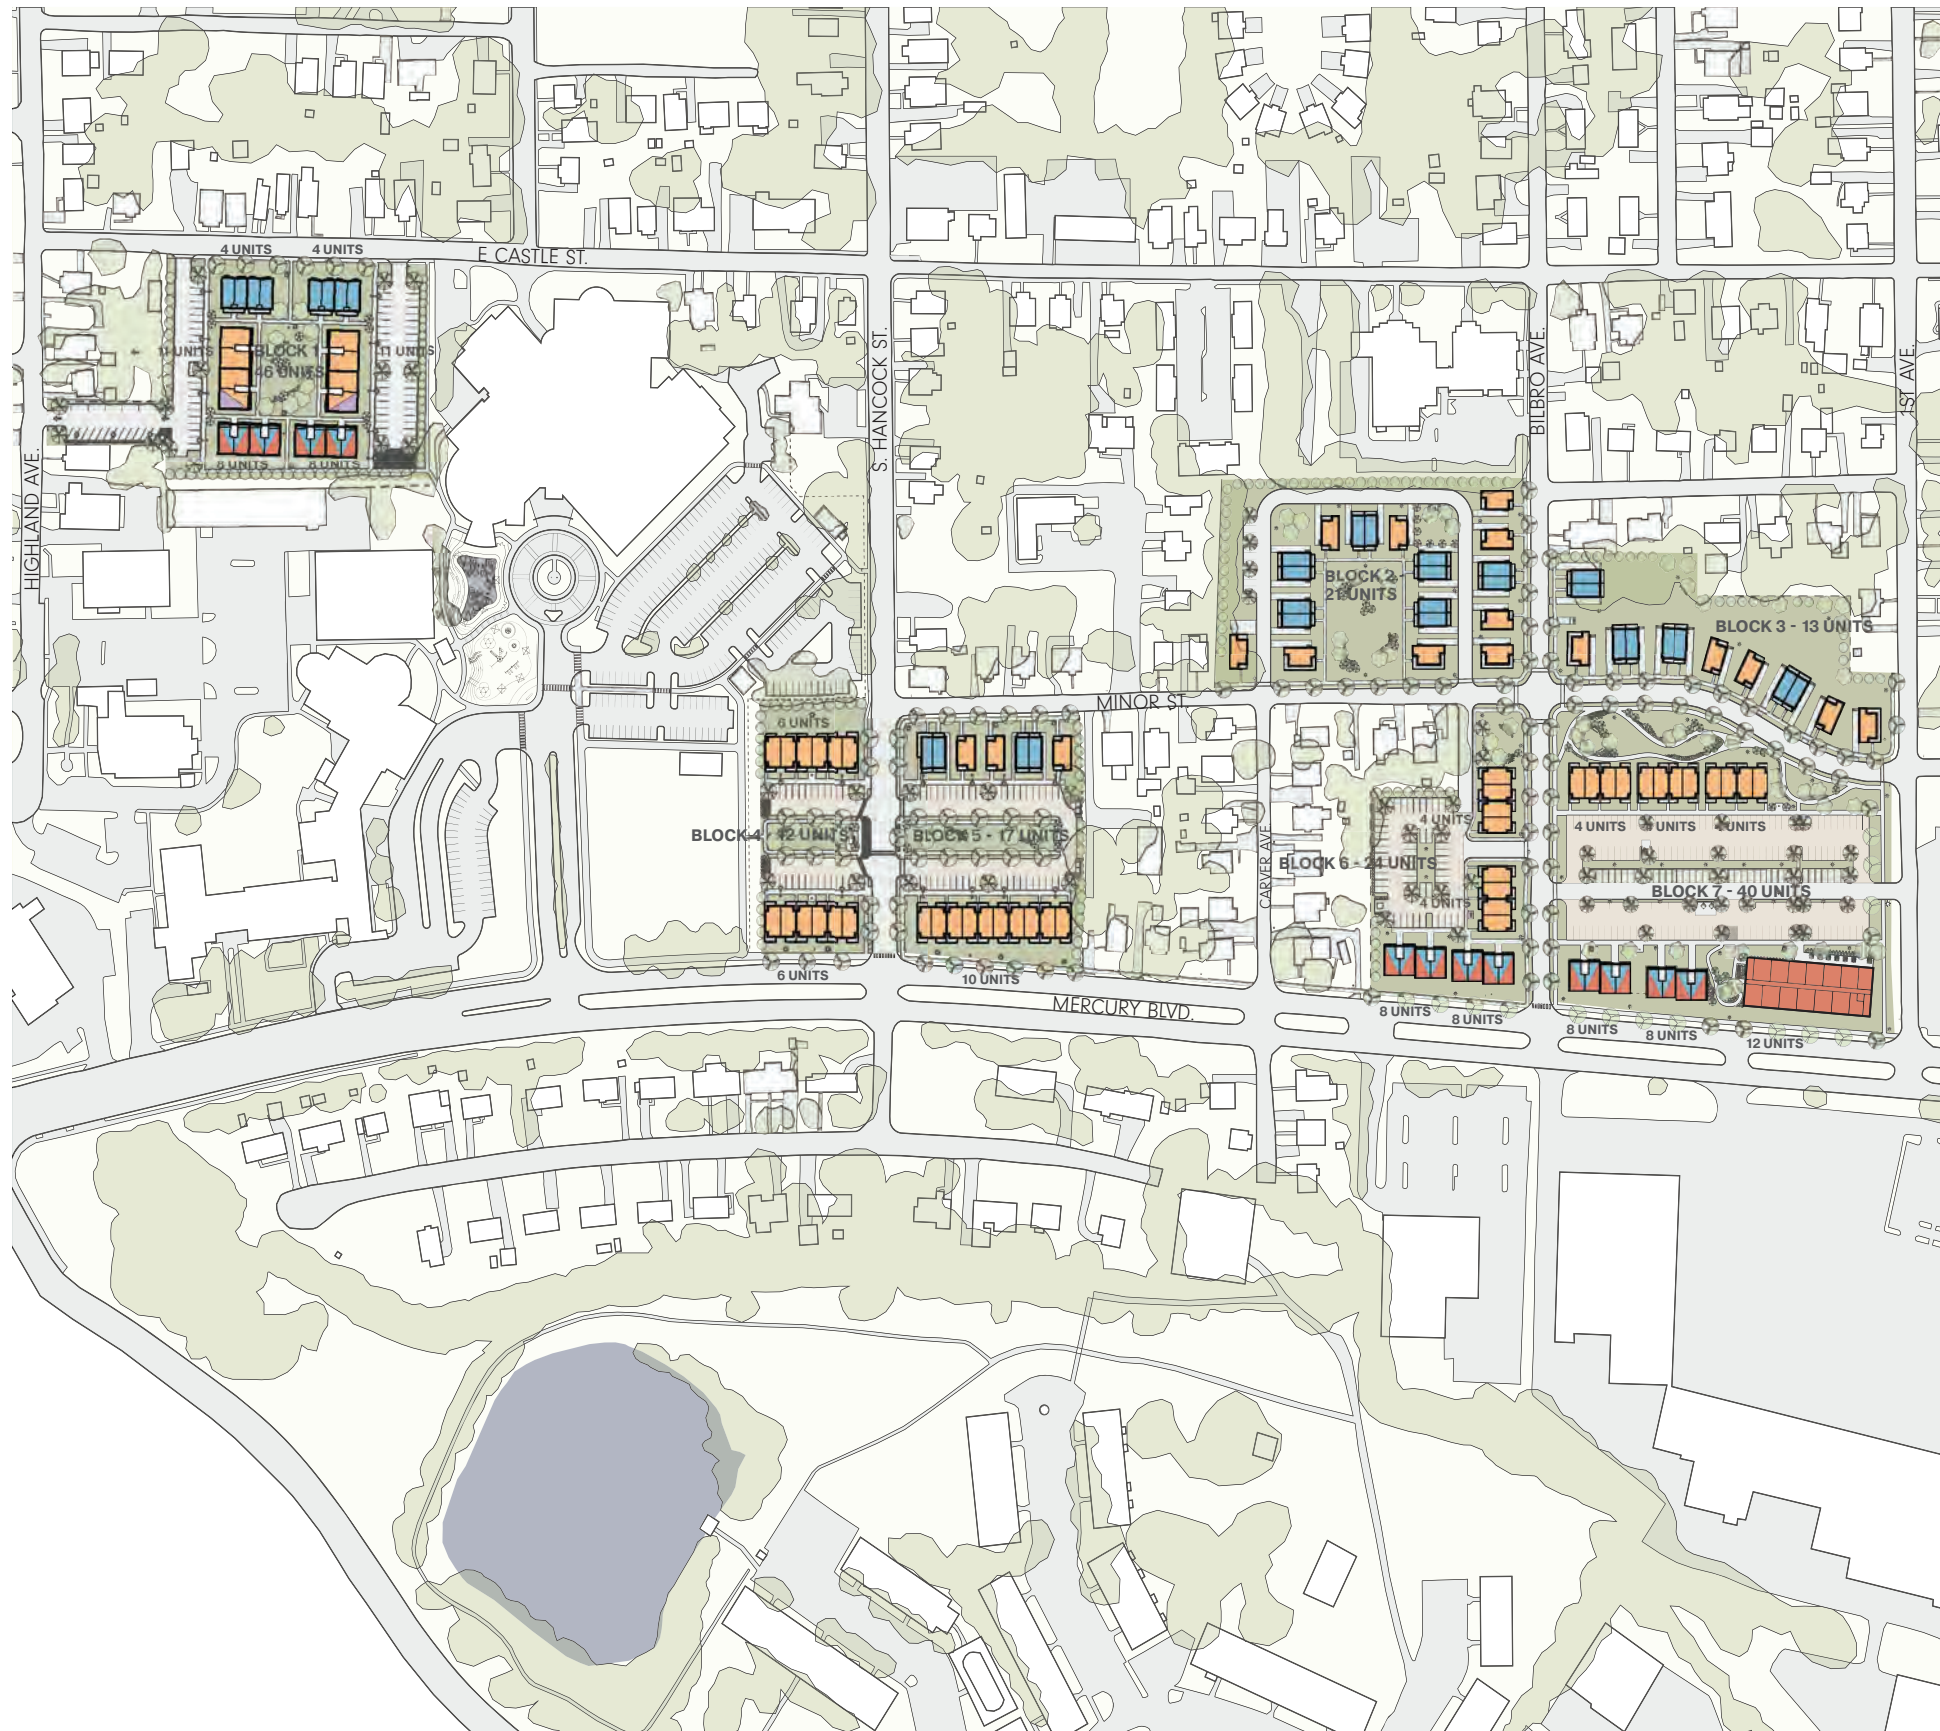 4 UNITS
4 UNITS
E CASTLE ST.
11 UNITS
BLOCK 1
46 UNITS
11 UNITS
8 UNITS
8 UNITS
HIGHLAND AVE.
S. HANCOCK ST.
BILBRO AVE.
1ST AVE.
BLOCK 2 -
21 UNITS
BLOCK 3 - 13 UNITS
MINOR ST.
6 UNITS
BLOCK 4 - 12 UNITS
BLOCK 5 - 17 UNITS
CARVER AVE.
4 UNITS
BLOCK 6 - 24 UNITS
4 UNITS
4 UNITS
4 UNITS
UNITS
BLOCK 7 - 40 UNITS
6 UNITS
10 UNITS
MERCURY BLVD.
8 UNITS
8 UNITS
8 UNITS
8 UNITS
12 UNITS